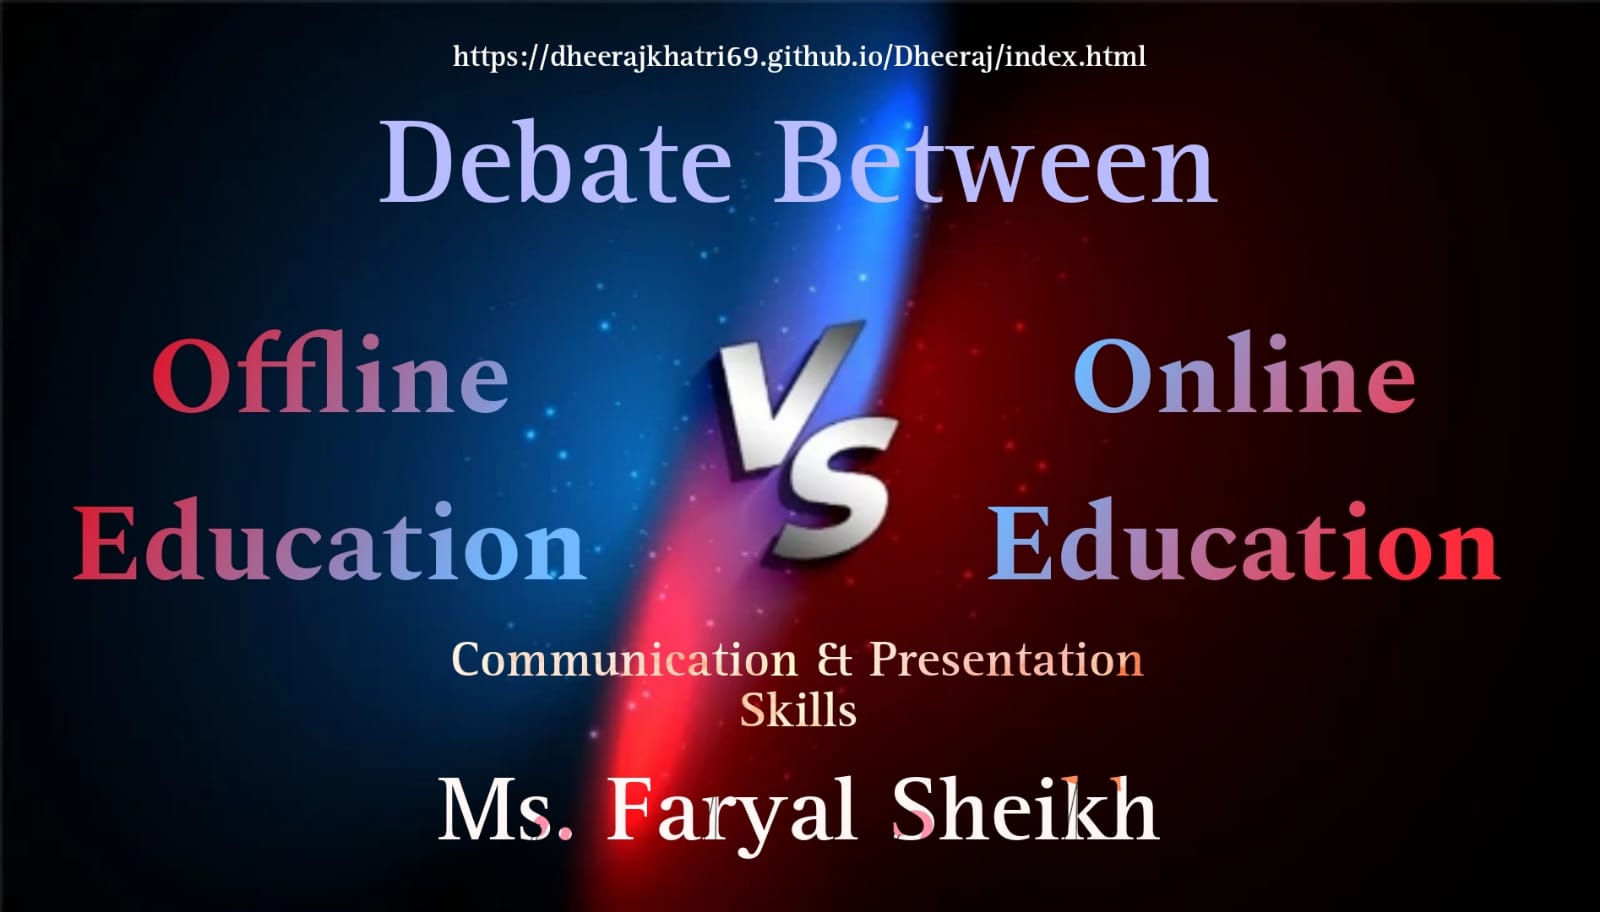 https://dheerajkhatri69.github.io/Dheeraj/index.html
Debate Between
Offline
Education
VS
Online
Education
Communication & Presentation
Skills
Ms. Faryal Sheikh